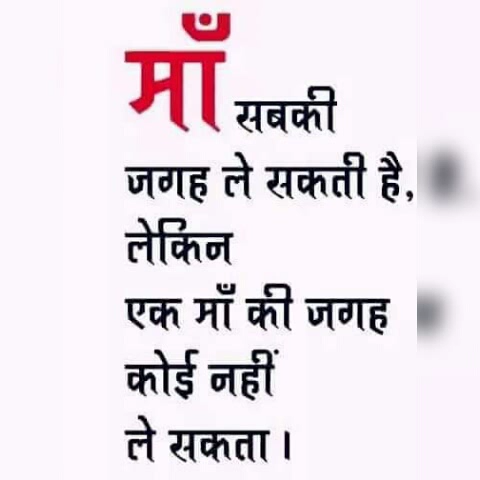 माँ सबकी
जगह ले सकती है,
लेकिन
एक माँ की जगह
कोई नहीं
ले सकता।